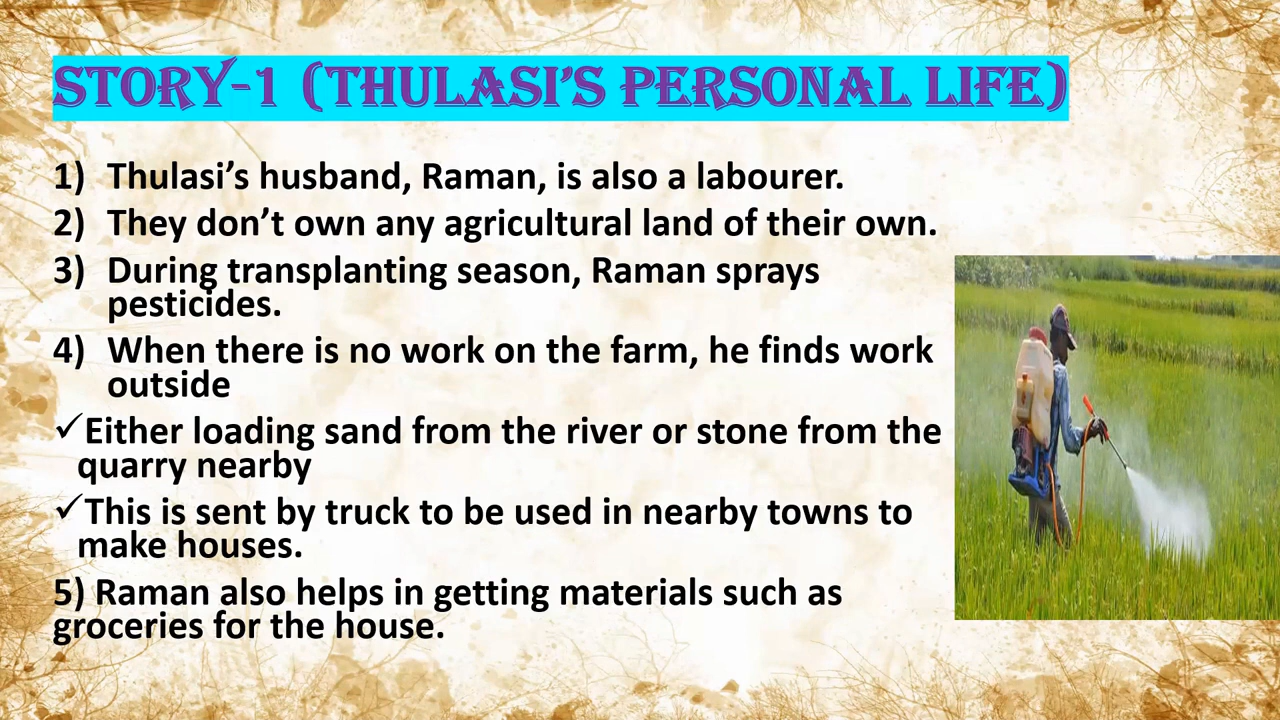 STORY-1 (THULASI’S PERSONAL LIFE)
1) Thulasi’s husband, Raman, is also a labourer.
2) They don’t own any agricultural land of their own.
3) During transplanting season, Raman sprays
pesticides.
4) When there is no work on the farm, he finds work
outside
✓Either loading sand from the river or stone from the
quarry nearby
✓This is sent by truck to be used in nearby towns to
make houses.
5) Raman also helps in getting materials such as
groceries for the house.